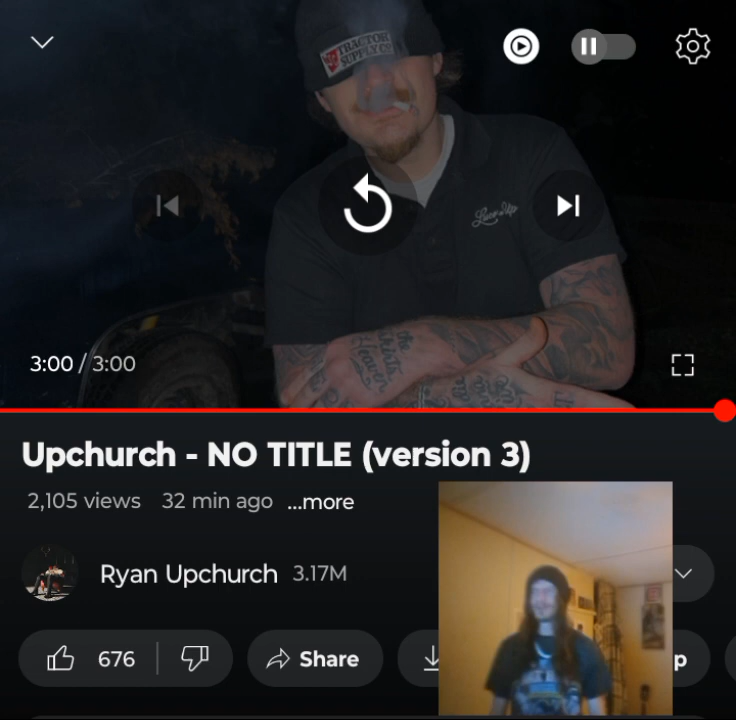 TRACTOR
SUPPLY Cº
3:00 / 3:00
Upchurch - NO TITLE (version 3)
2,105 views 32 min ago ...more
Ryan Upchurch 3.17M
676
Share
p